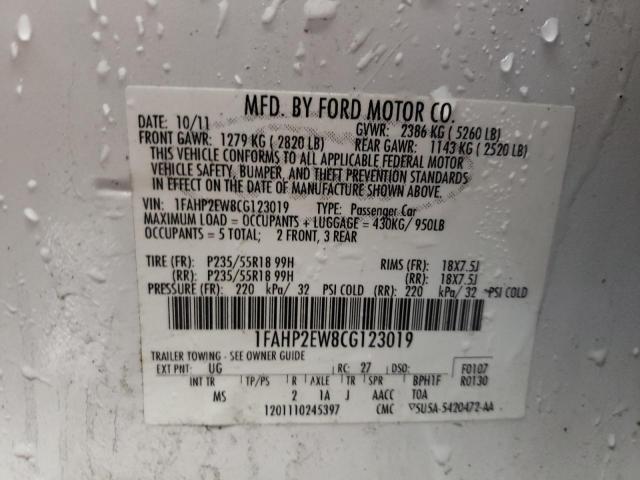 MFD. BY FORD MOTOR CO.
DATE: 10/11 GVWR: 2386 KG ( 5260 LB)
FRONT GAWR: 1279 KG ( 2820 LB) REAR GAWR: 1143 KG ( 2520 LB)
THIS VEHICLE CONFORMS TO ALL APPLICABLE FEDERAL MOTOR
VEHICLE SAFETY, BUMPER, AND THEFT PREVENTION STANDARDS
IN EFFECT ON THE DATE OF MANUFACTURE SHOWN ABOVE.
VIN: 1FAHP2EW8CG123019 TYPE: Passenger Car
MAXIMUM LOAD = OCCUPANTS + LUGGAGE = 430KG/ 950LB
OCCUPANTS = 5 TOTAL; 2 FRONT, 3 REAR
TIRE (FR): P235/55R18 99H RIMS (FR): 18X7.5J
(RR): P235/55R18 99H (RR): 18X7.5J
PRESSURE (FR): 220 kPa/ 32 PSI COLD (RR): 220 kPa/ 32 PSI COLD
1FAHP2EW8CG123019
TRAILER TOWING - SEE OWNER GUIDE
EXT PNT: UG RC: 27 DSO: F0107
INT TR TP/PS R AXLE TR SPR BPH1F R0130
MS 2 1A J AACC TOA
1201110245397 CMC ▽5U5A-5420472-AA